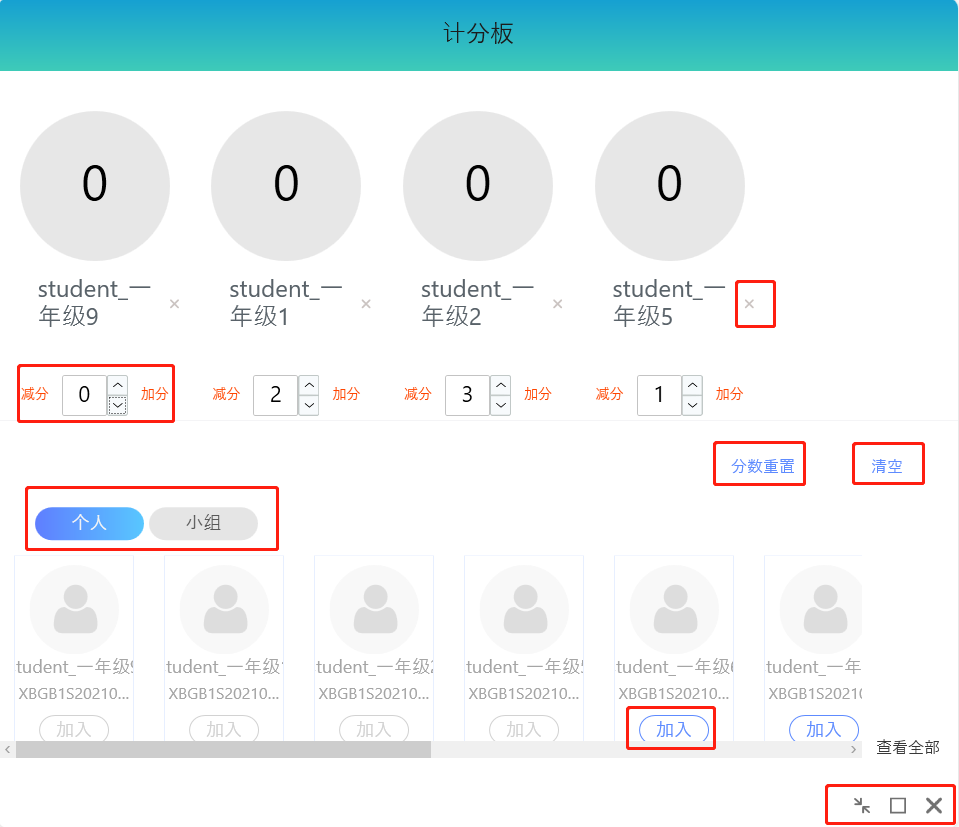 计分板
0 0 0 0
student_一 student_一 student_一 student_一
年级9 × 年级1 × 年级2 × 年级5 ×
减分 0 加分 减分 2 加分 减分 3 加分 减分 1 加分
分数重置 清空
个人 小组
tudent_一年级9 tudent_一年级1 tudent_一年级2 tudent_一年级5 tudent_一年级6 tudent_一年
XBGB1S20210... XBGB1S20210... XBGB1S20210... XBGB1S20210... XBGB1S20210... XBGB1S2021(
加入 加入 加入 加入 加入 加入
查看全部